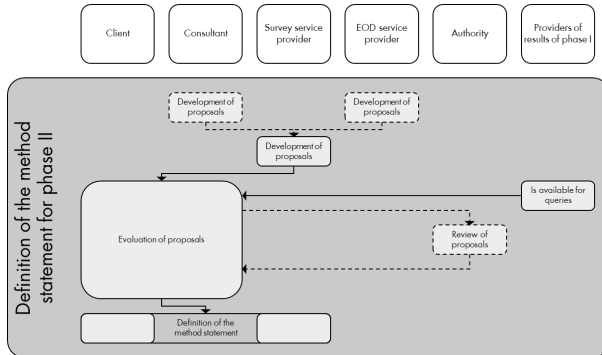 Client
Consultant
Survey service
provider
EOD service
provider
Authority
Providers of
results of phase I
Definition of the method
statement for phase II
Development of
proposals
Development of
proposals
Development of
proposals
Is available for
queries
Evaluation of proposals
Review of
proposals
Definition of the
method statement